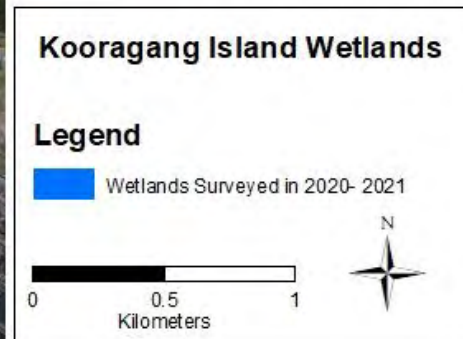 Kooragang Island Wetlands
Legend
Wetlands Surveyed in 2020- 2021
N
0 0.5 1
Kilometers